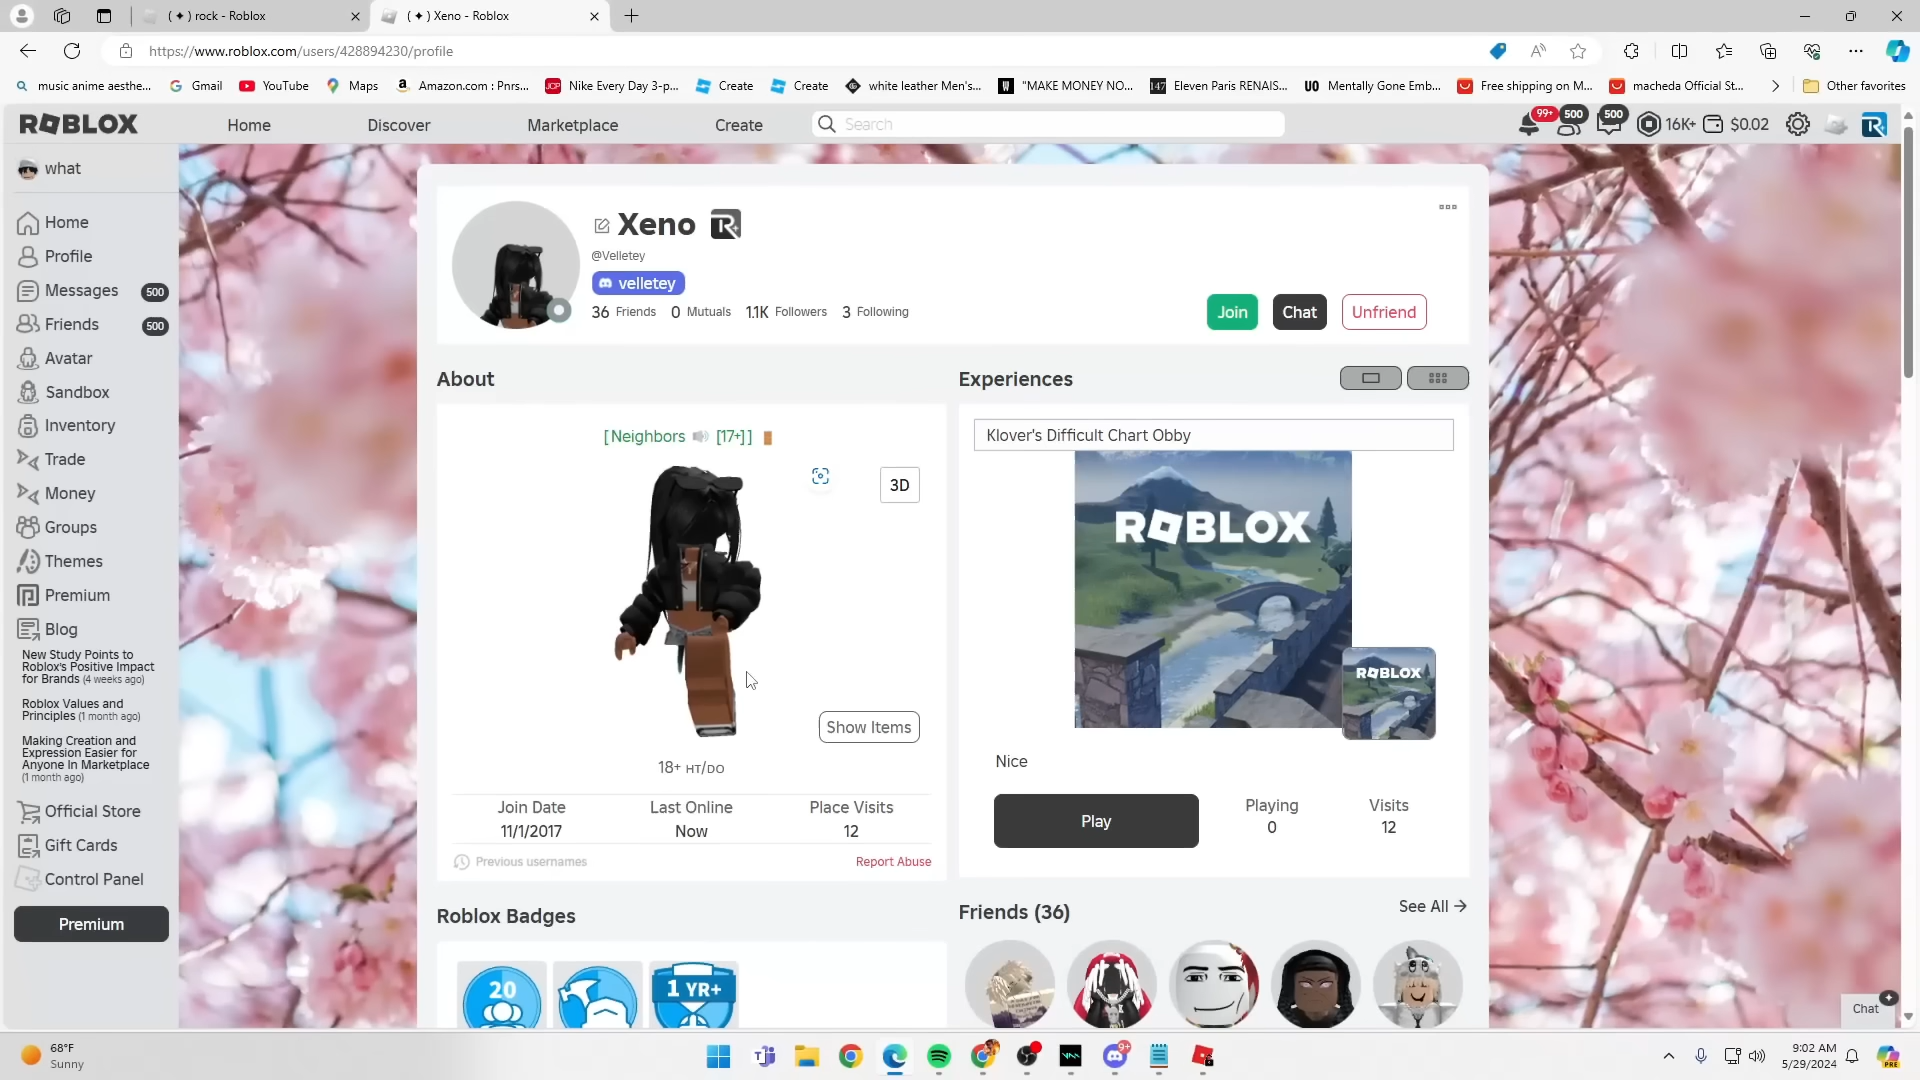 ( ✦ ) rock - Roblox
( ✦ ) Xeno - Roblox
https://www.roblox.com/users/428894230/profile
music anime aesthe...
Gmail
YouTube
Maps
Amazon.com : Pnrs...
JCP
Nike Every Day 3-p...
Create
Create
white leather Men's...
"MAKE MONEY NO...
147
Eleven Paris RENAIS...
UO
Mentally Gone Emb...
Free shipping on M...
macheda Official St...
Other favorites
ROBLOX
Home
Discover
Marketplace
Create
Search
99+
500
500
16K+
$0.02
what
Home
Profile
Messages
500
Friends
500
Avatar
Sandbox
Inventory
Trade
Money
Groups
Themes
Premium
Blog
New Study Points to
Roblox's Positive Impact
for Brands (4 weeks ago)
Roblox Values and
Principles (1 month ago)
Making Creation and
Expression Easier for
Anyone In Marketplace
(1 month ago)
Official Store
Gift Cards
Control Panel
Premium
Xeno
@Velletey
velletey
36 Friends 0 Mutuals 1.1K Followers 3 Following
Join
Chat
Unfriend
About
[Neighbors 🔊 [17+]]
3D
Show Items
18+ HT/DO
Join Date
11/1/2017
Last Online
Now
Place Visits
12
Previous usernames
Report Abuse
Roblox Badges
20
1 YR+
Experiences
Klover's Difficult Chart Obby
ROBLOX
ROBLOX
Nice
Play
Playing
0
Visits
12
Friends (36)
See All →
Chat
68°F
Sunny
9+
9:02 AM
5/29/2024
PRE